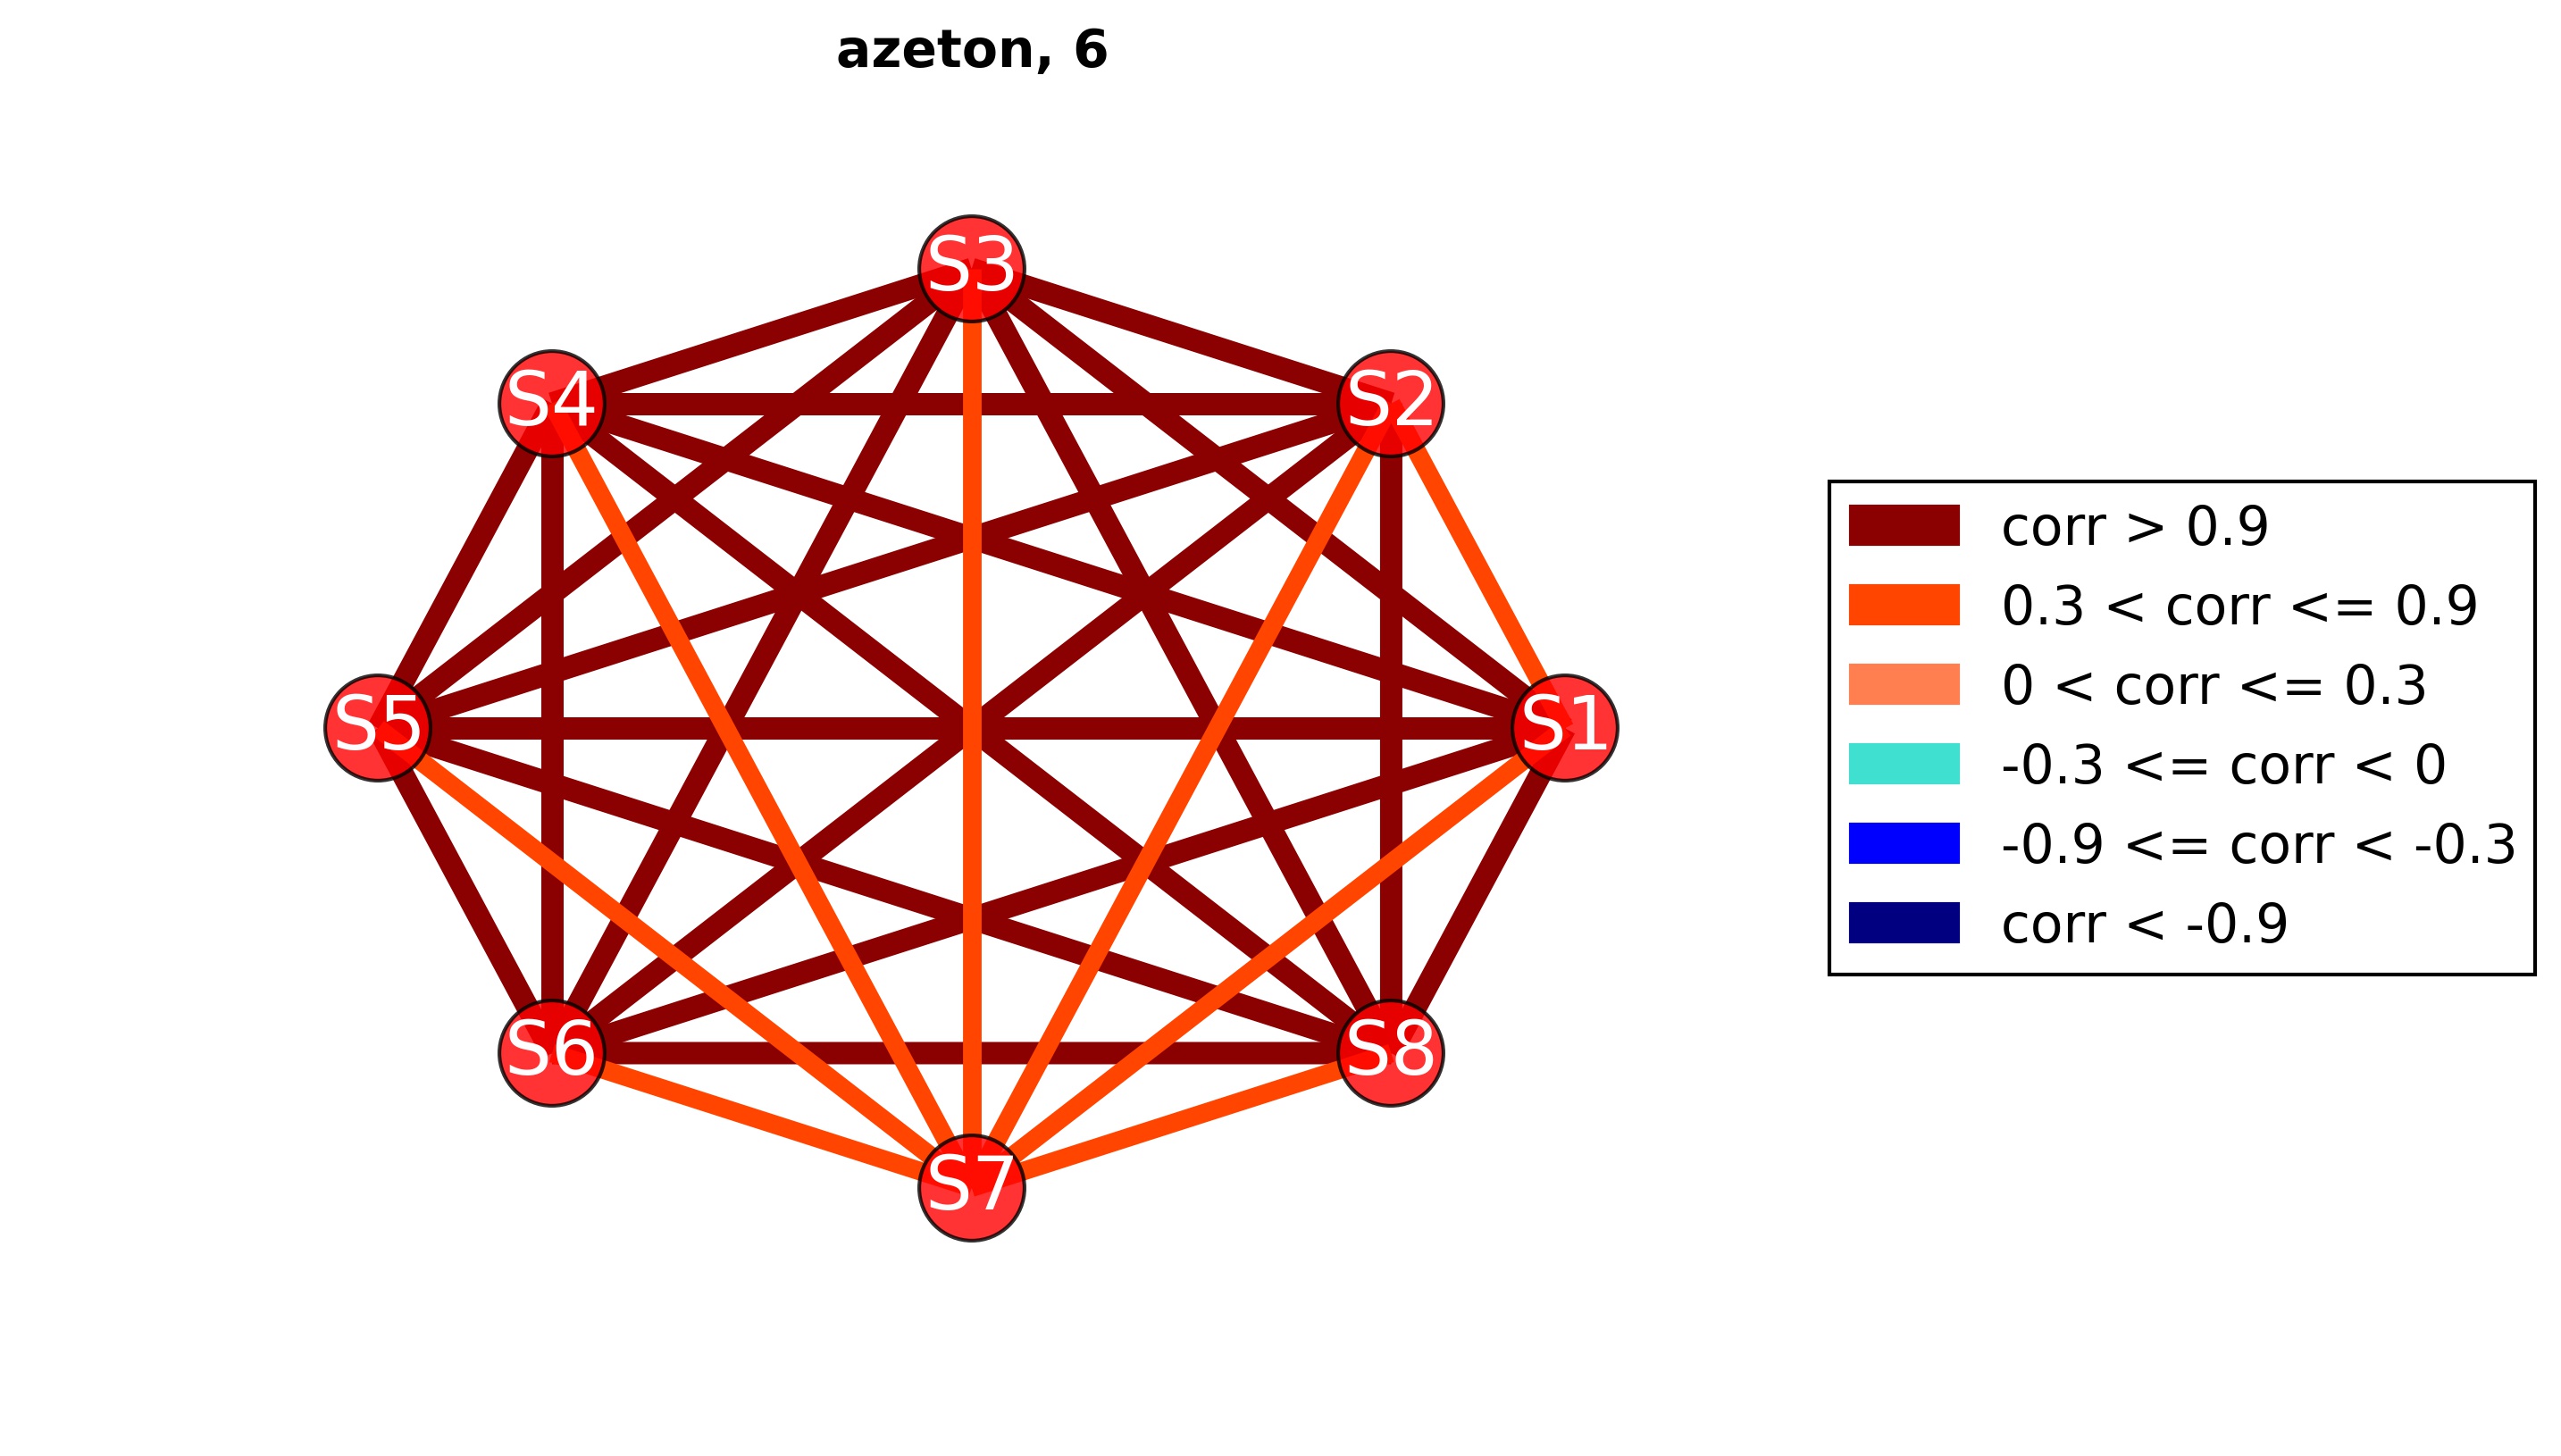 azeton, 6
S3
S4
S2
S5
S1
S6
S8
S7
corr > 0.9
0.3 < corr <= 0.9
0 < corr <= 0.3
-0.3 <= corr < 0
-0.9 <= corr < -0.3
corr < -0.9